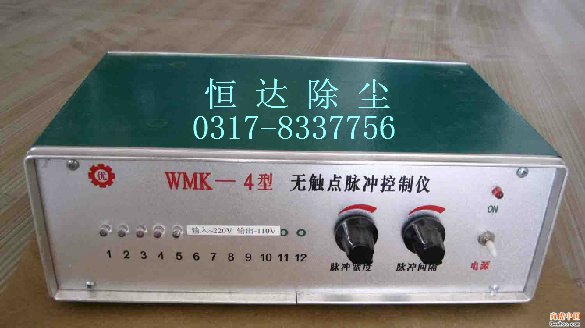 恒达除尘
0317-8337756
优
WMK—4型 无触点脉冲控制仪
ON
输入~220V 输出~110V
1 2 3 4 5 6 7 8 9 10 11 12
脉冲宽度 脉冲间隔 电源